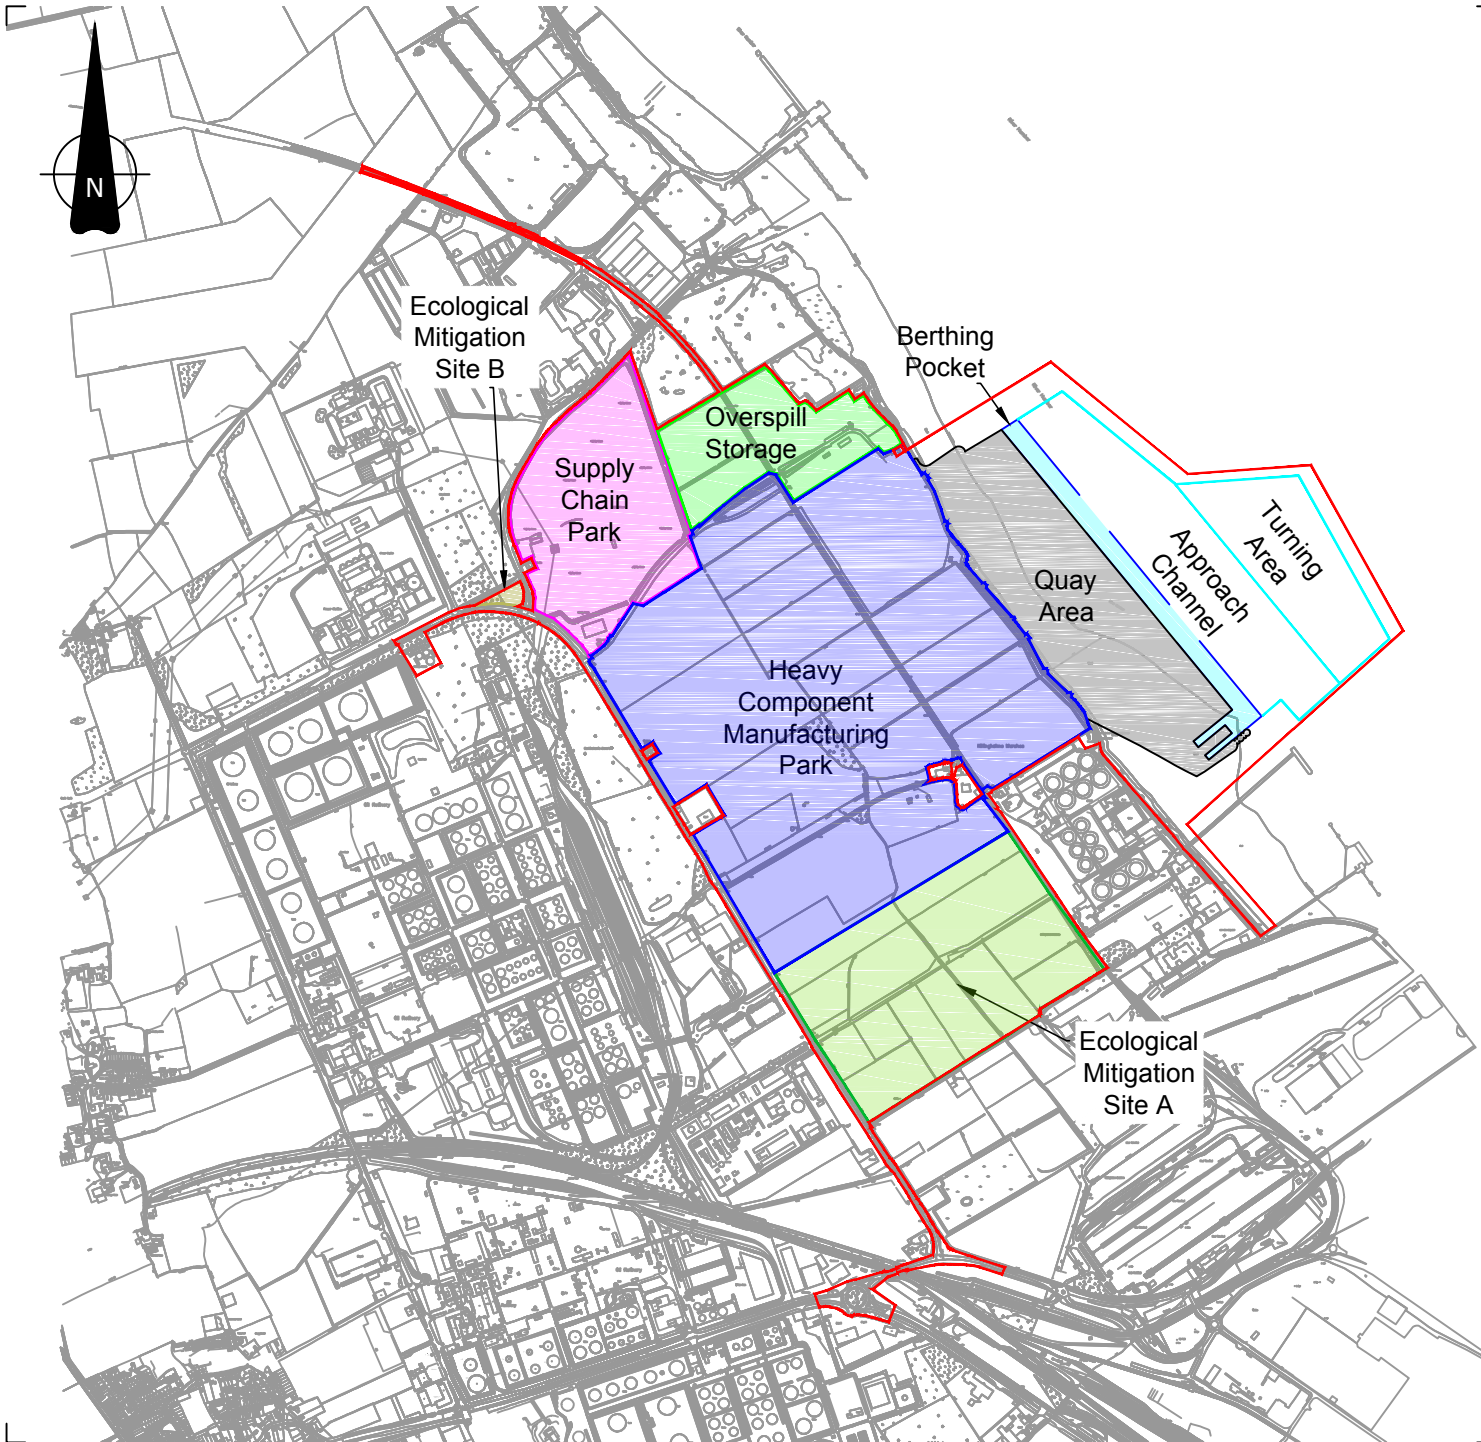 N
Ecological
Mitigation
Site B
Berthing
Pocket
Overspill
Storage
Supply
Chain
Park
Turning
Area
Approach
Channel
Quay
Area
Heavy
Component
Manufacturing
Park
Ecological
Mitigation
Site A